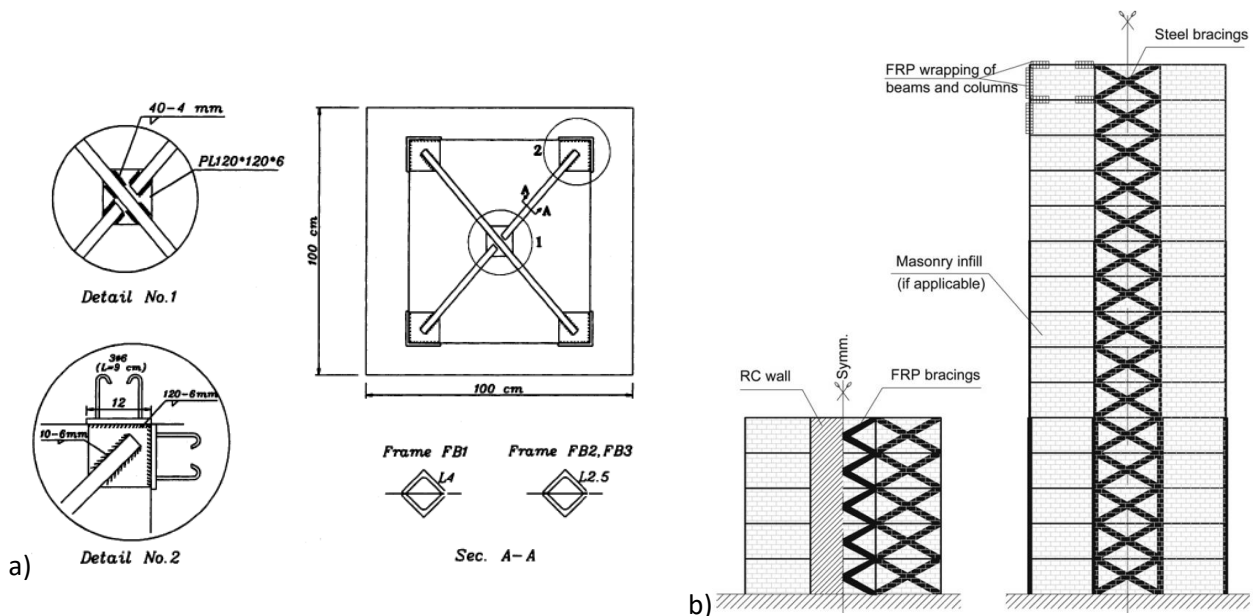 40-4 mm
PL120*120*6
Detail No.1
3ø6
(L=9 cm)
12
120-6mm
10-6mm
Detail No.2
a)
100 cm
2
A
A
1
100 cm
Frame FB1
L4
Frame FB2, FB3
L2.5
Sec. A-A
Steel bracings
FRP wrapping of
beams and columns
Masonry infill
(if applicable)
RC wall
Symm.
FRP bracings
b)